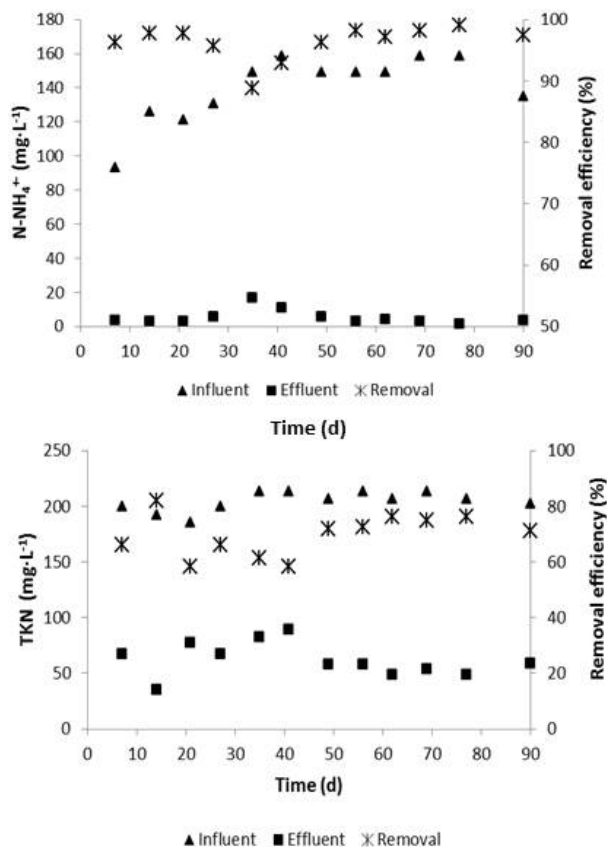 180
160
140
120
100
80
60
40
20
0
N-NH₄⁺ (mg·L⁻¹)
100
90
80
70
60
50
Removal efficiency (%)
0 10 20 30 40 50 60 70 80 90
▲ Influent ■ Effluent ж Removal
Time (d)
250
200
150
100
50
0
TKN
(mg·L⁻¹)
100
80
60
40
20
0
Removal efficiency (%)
0 10 20 30 40 50 60 70 80 90
Time (d)
▲ Influent ■ Effluent ж Removal